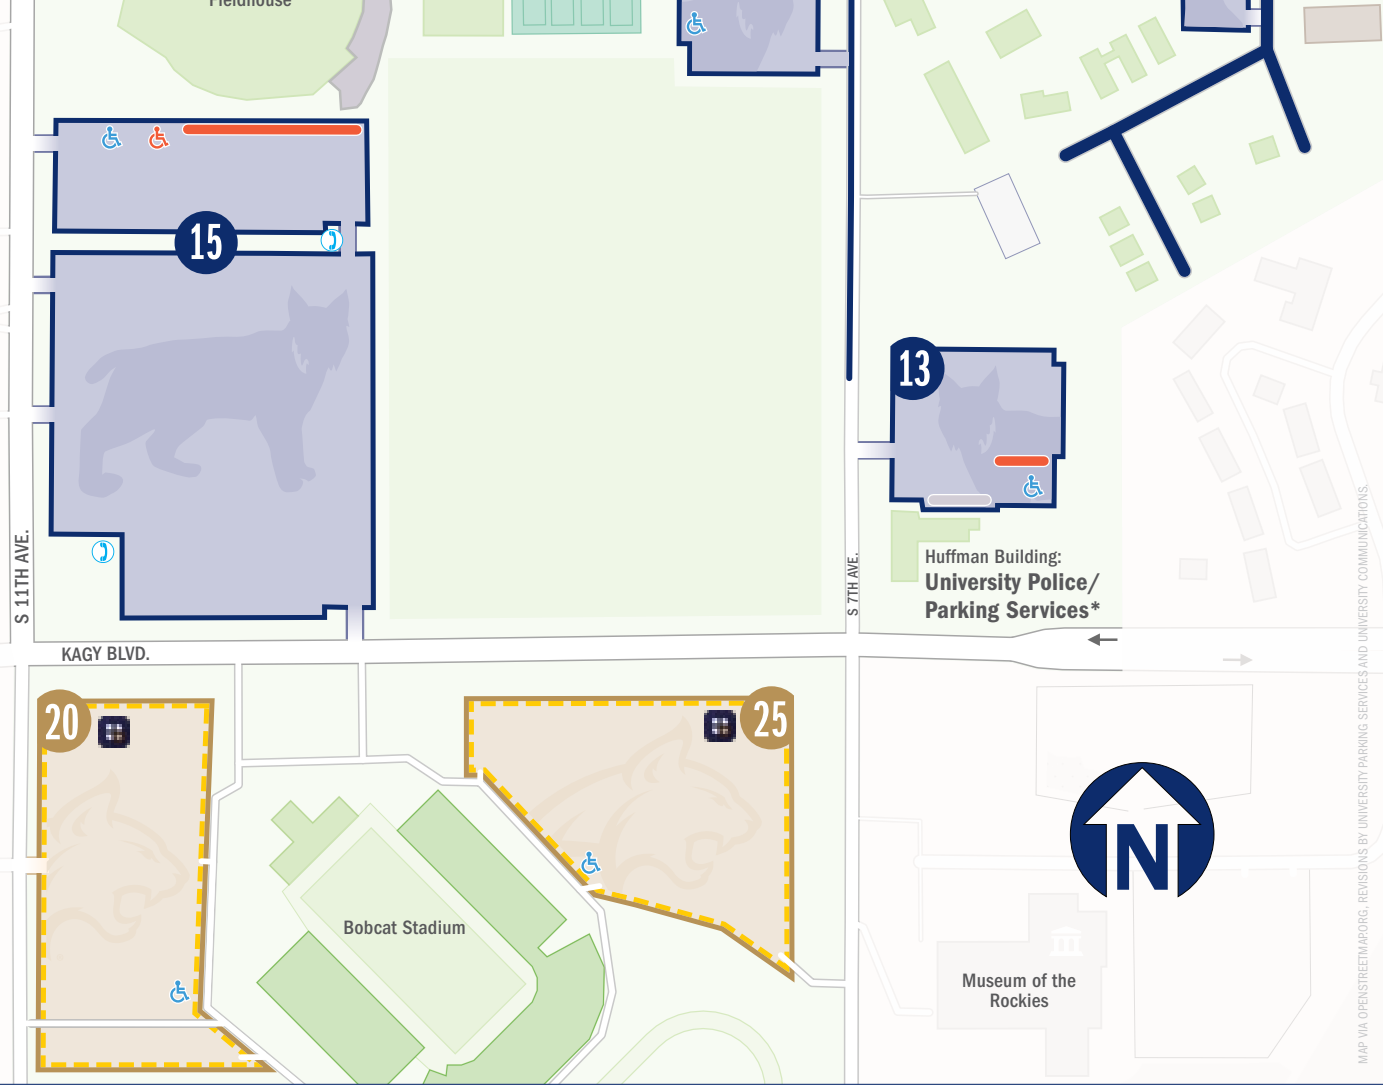 Fieldhouse
15
13
S 11TH AVE.
S 7TH AVE.
Huffman Building:
University Police/
Parking Services*
KAGY BLVD.
20
25
N
Bobcat Stadium
Museum of the
Rockies
MAP VIA OPENSTREETMAP.ORG, REVISIONS BY UNIVERSITY PARKING SERVICES AND UNIVERSITY COMMUNICATIONS.